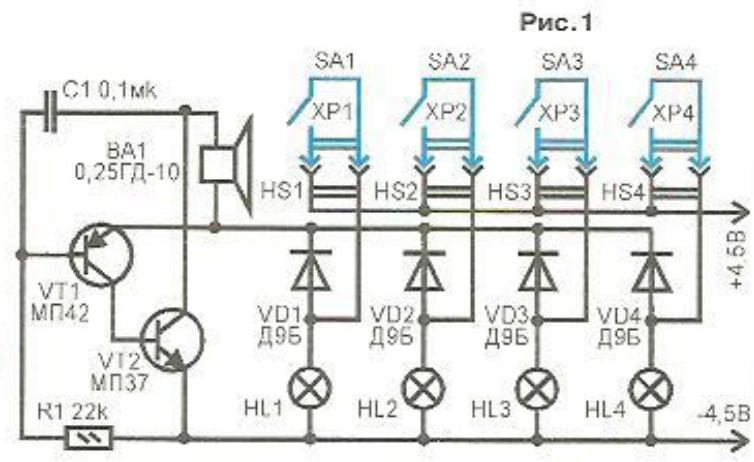 Рис.1
SA1 SA2 SA3 SA4
C1 0,1мк
XP1 XP2 XP3 XP4
BA1
0,25ГД-10
HS1 HS2 HS3 HS4
+4,5В
VT1
МП42
VD1 VD2 VD3 VD4
Д9Б Д9Б Д9Б Д9Б
VT2
МП37
R1 22k
HL1 HL2 HL3 HL4
-4,5В